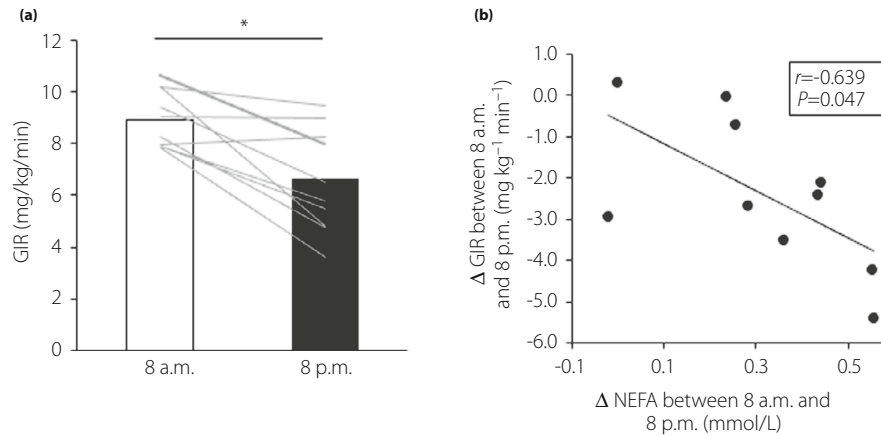 (a)
*
12
10
8
6
4
2
0
GIR (mg/kg/min)
8 a.m.
8 p.m.
(b)
1.0
0.0
-1.0
-2.0
-3.0
-4.0
-5.0
-6.0
Δ GIR between 8 a.m.
and 8 p.m. (mg kg⁻¹ min⁻¹)
r=-0.639
P=0.047
-0.1
0.1
0.3
0.5
Δ NEFA between 8 a.m. and
8 p.m. (mmol/L)